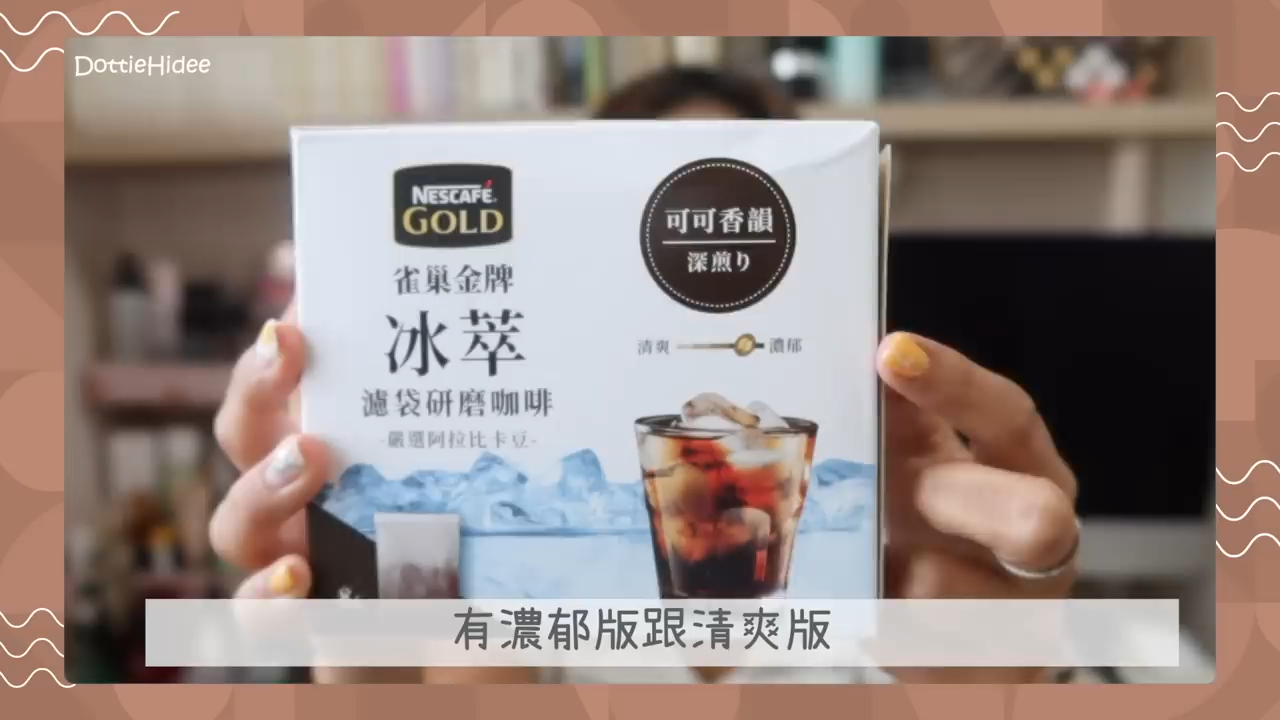 DottieHidee
NESCAFÉ
GOLD
雀巢金牌
冰萃
濾袋研磨咖啡
-嚴選阿拉比卡豆-
可可香韻
深煎り
清爽 濃郁
有濃郁版跟清爽版